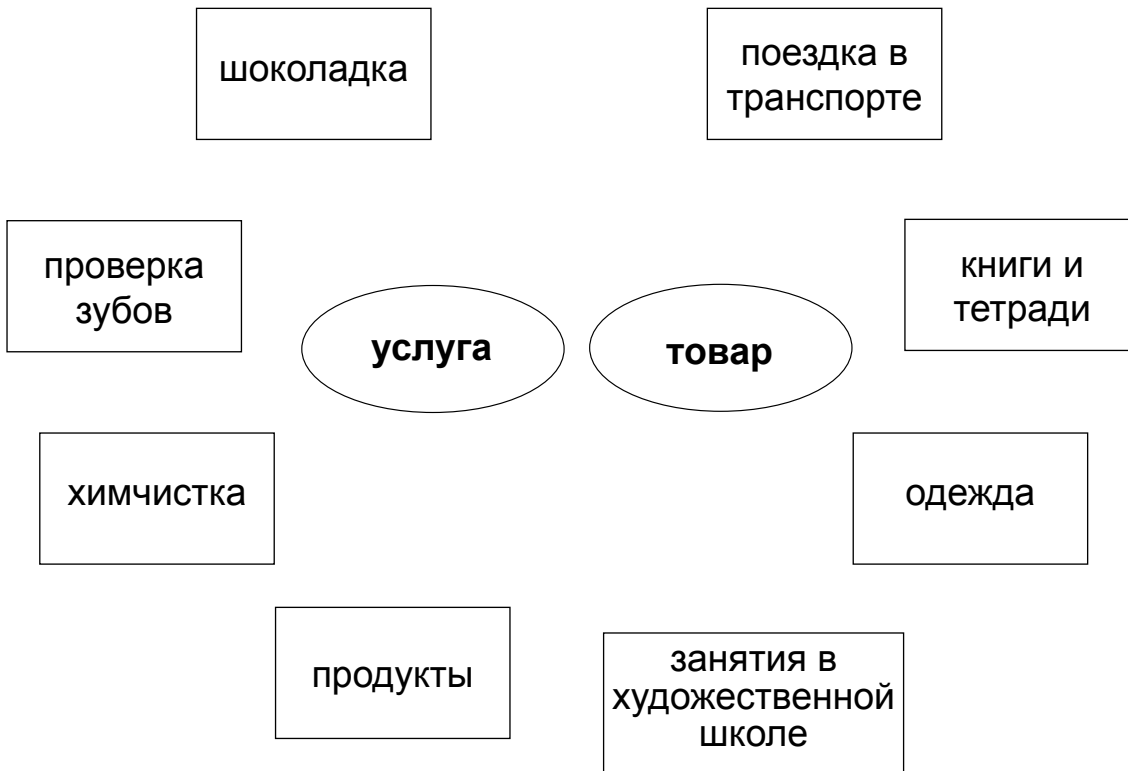 шоколадка
поездка в
транспорте
проверка
зубов
книги и
тетради
услуга
товар
химчистка
одежда
продукты
занятия в
художественной
школе